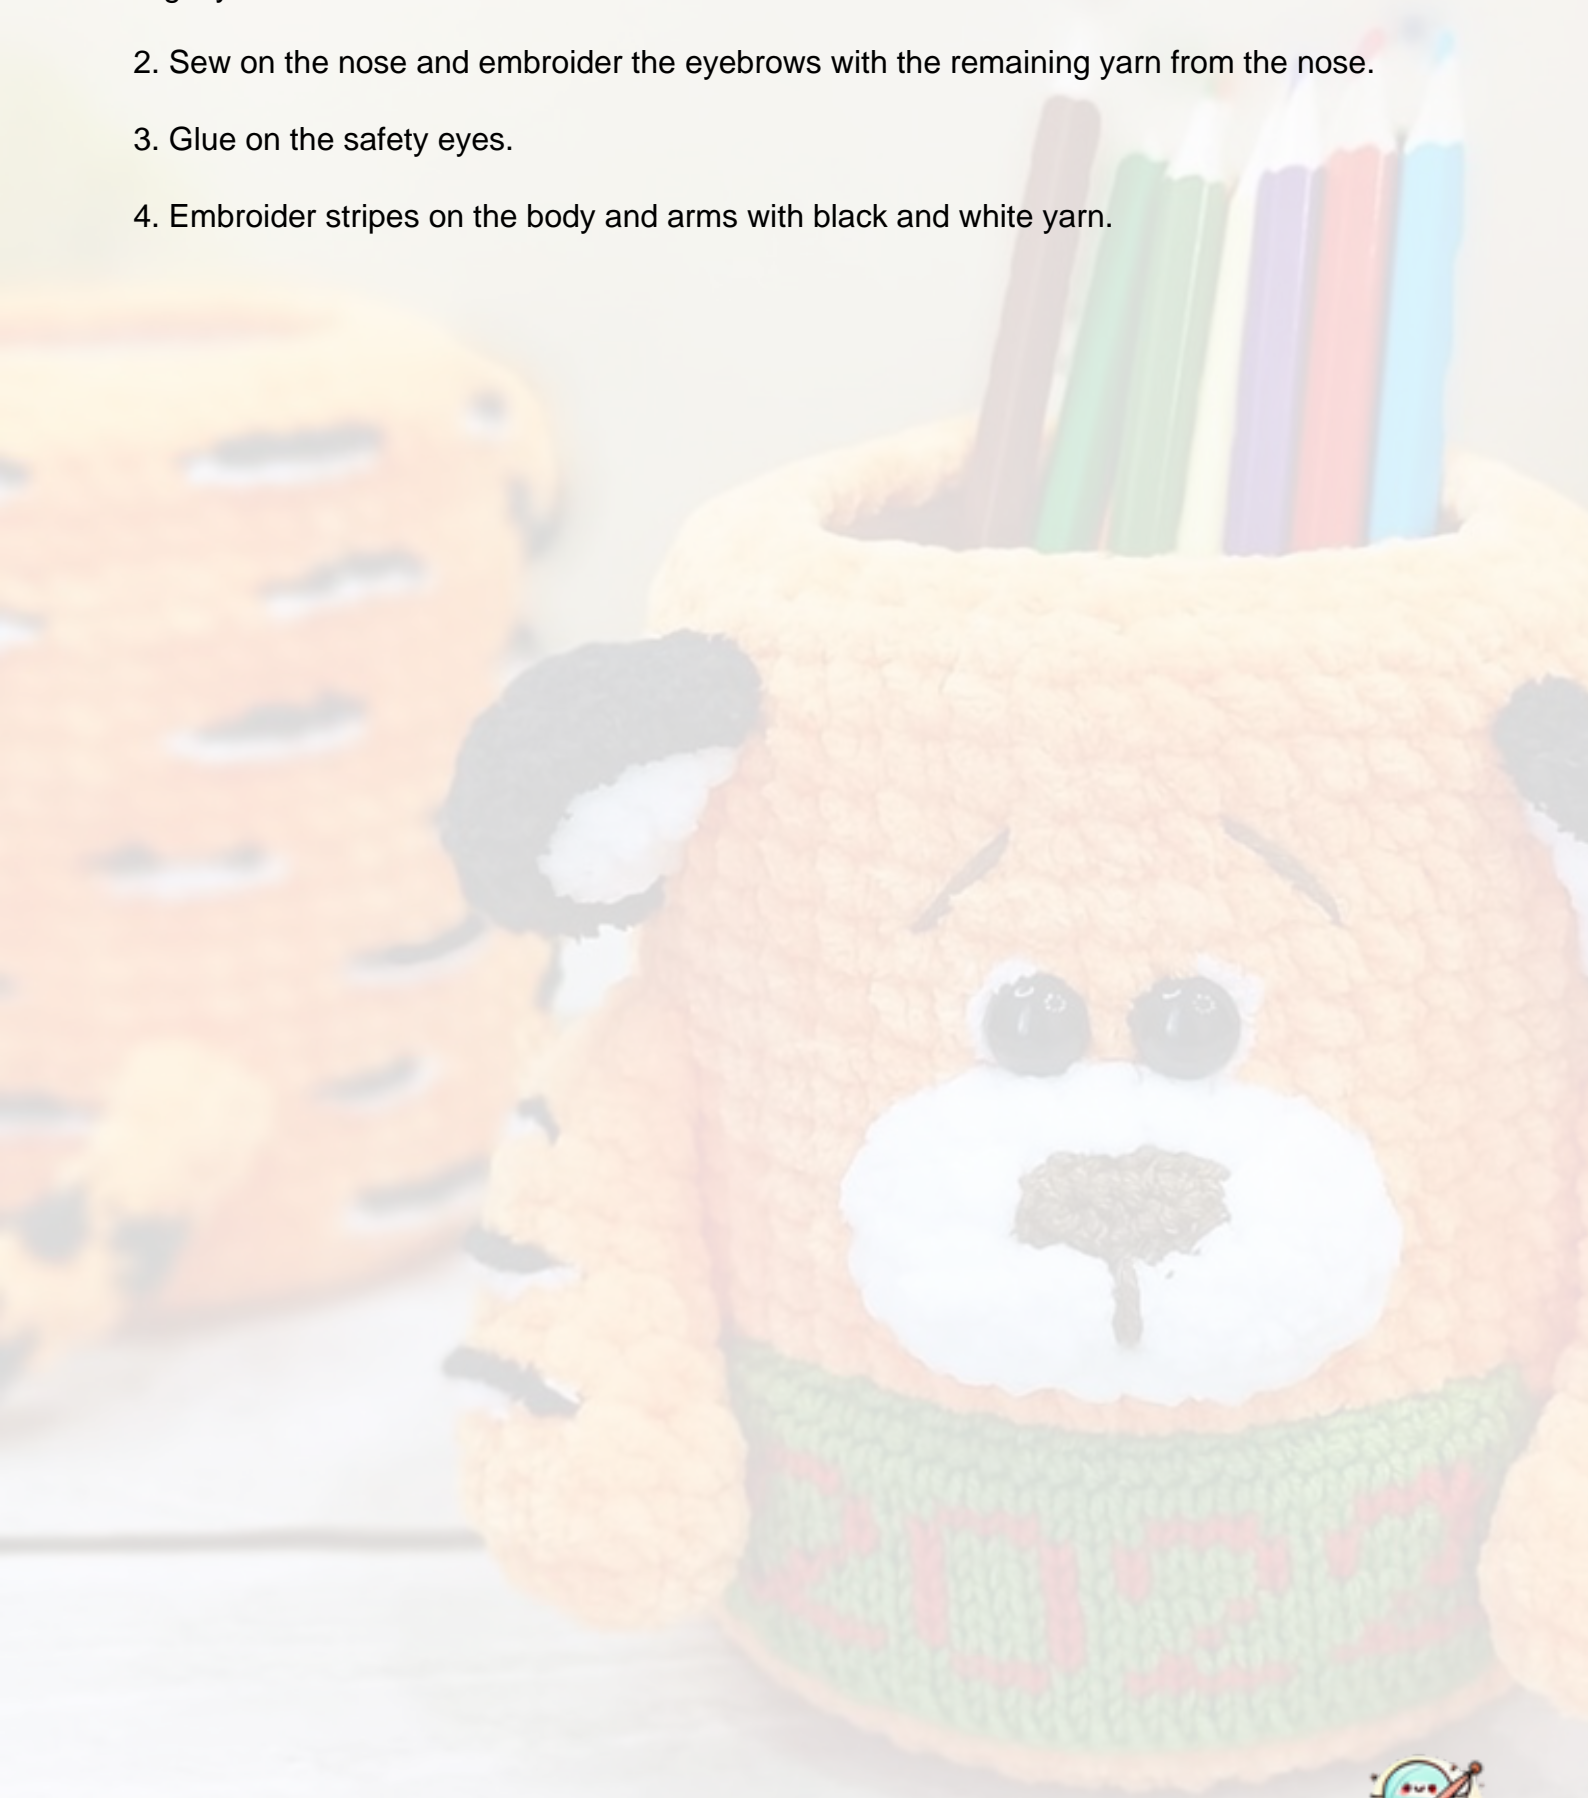 2. Sew on the nose and embroider the eyebrows with the remaining yarn from the nose.
3. Glue on the safety eyes.
4. Embroider stripes on the body and arms with black and white yarn.
2022